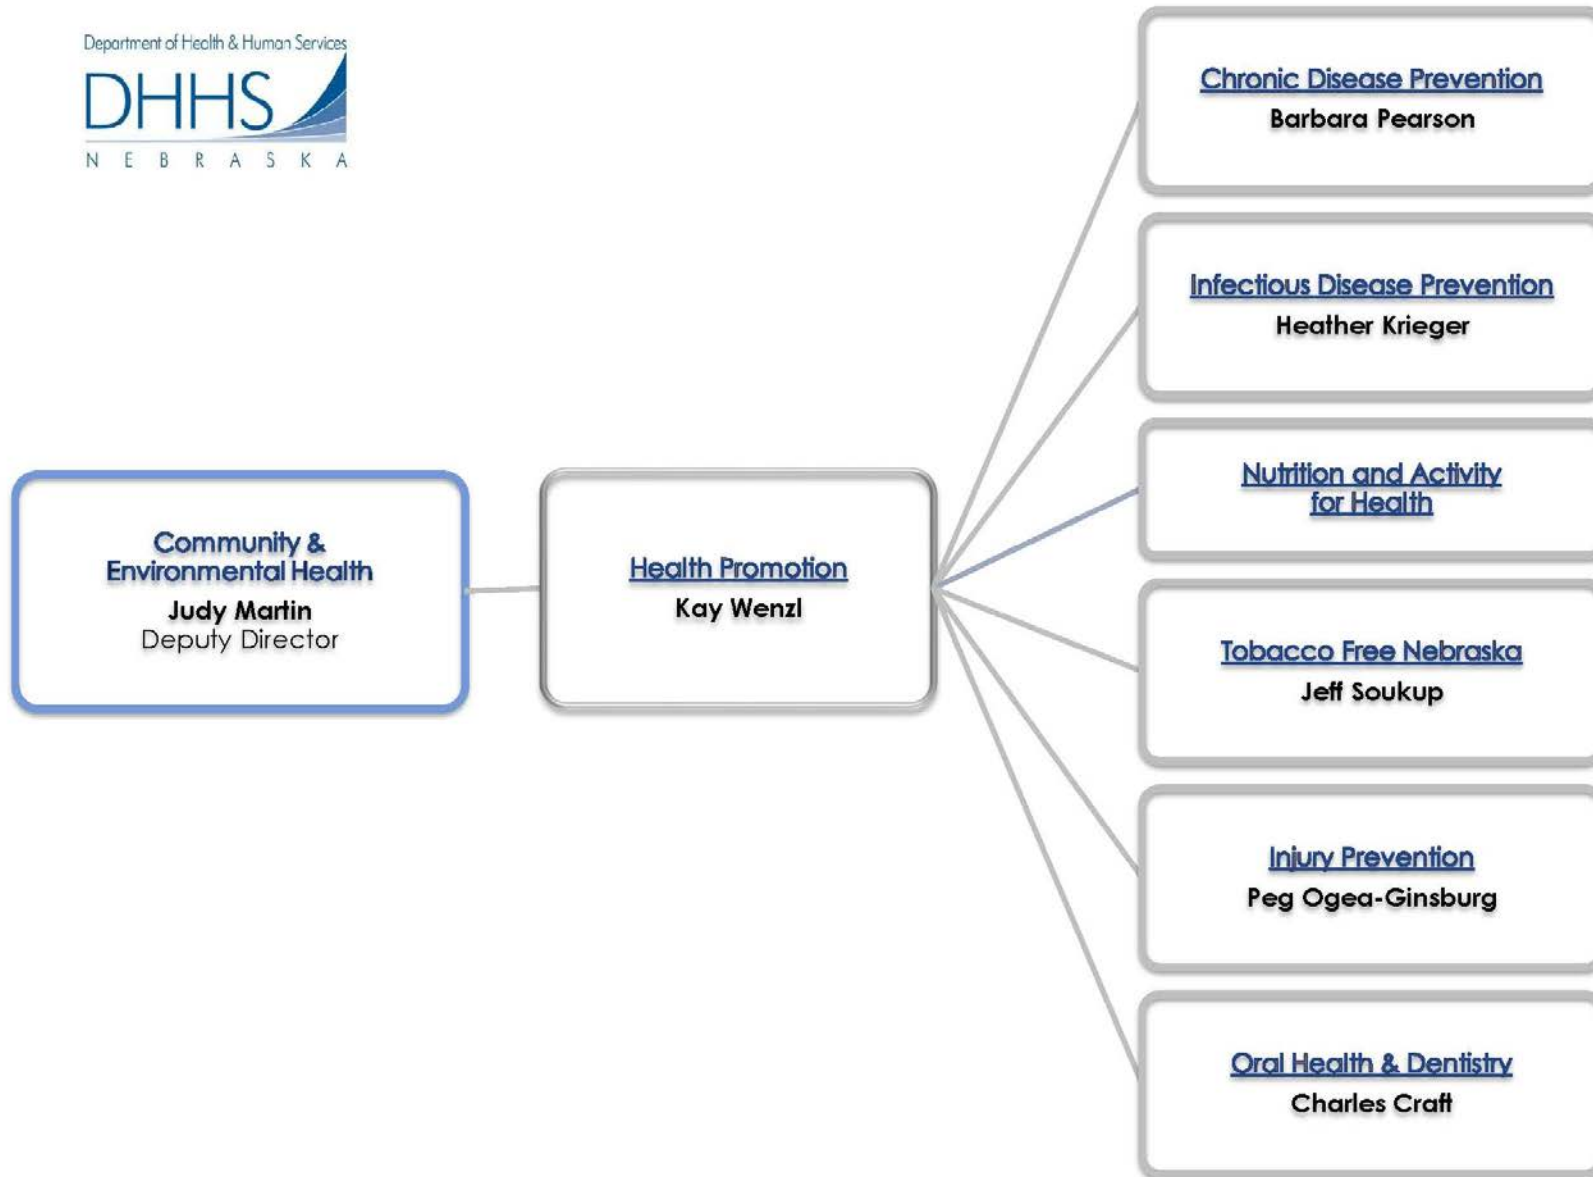 Department of Health & Human Services
DHHS
NEBRASKA
Community &
Environmental Health
Judy Martin
Deputy Director
Health Promotion
Kay Wenzl
Chronic Disease Prevention
Barbara Pearson
Infectious Disease Prevention
Heather Krieger
Nutrition and Activity
for Health
Tobacco Free Nebraska
Jeff Soukup
Injury Prevention
Peg Ogea-Ginsburg
Oral Health & Dentistry
Charles Craft